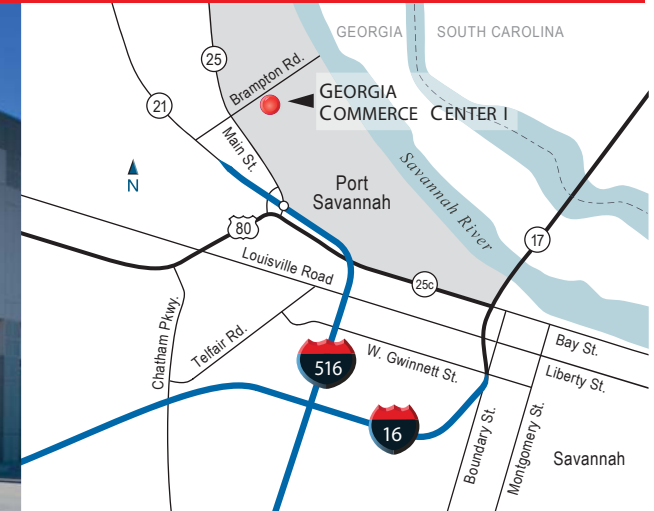 GEORGIA
SOUTH CAROLINA
25
Brampton Rd.
21
GEORGIA
COMMERCE CENTER I
Main St.
N
Port
Savannah
Savannah River
80
17
Louisville Road
25c
Chatham Pkwy.
Telfair Rd.
516
W. Gwinnett St.
Bay St.
Liberty St.
16
Boundary St.
Montgomery St.
Savannah